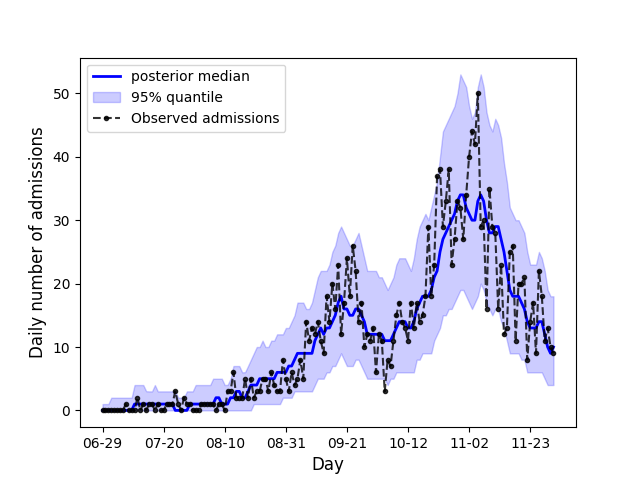 posterior median
95% quantile
Observed admissions
Daily number of admissions
50
40
30
20
10
0
06-29 07-20 08-10 08-31 09-21 10-12 11-02 11-23
Day